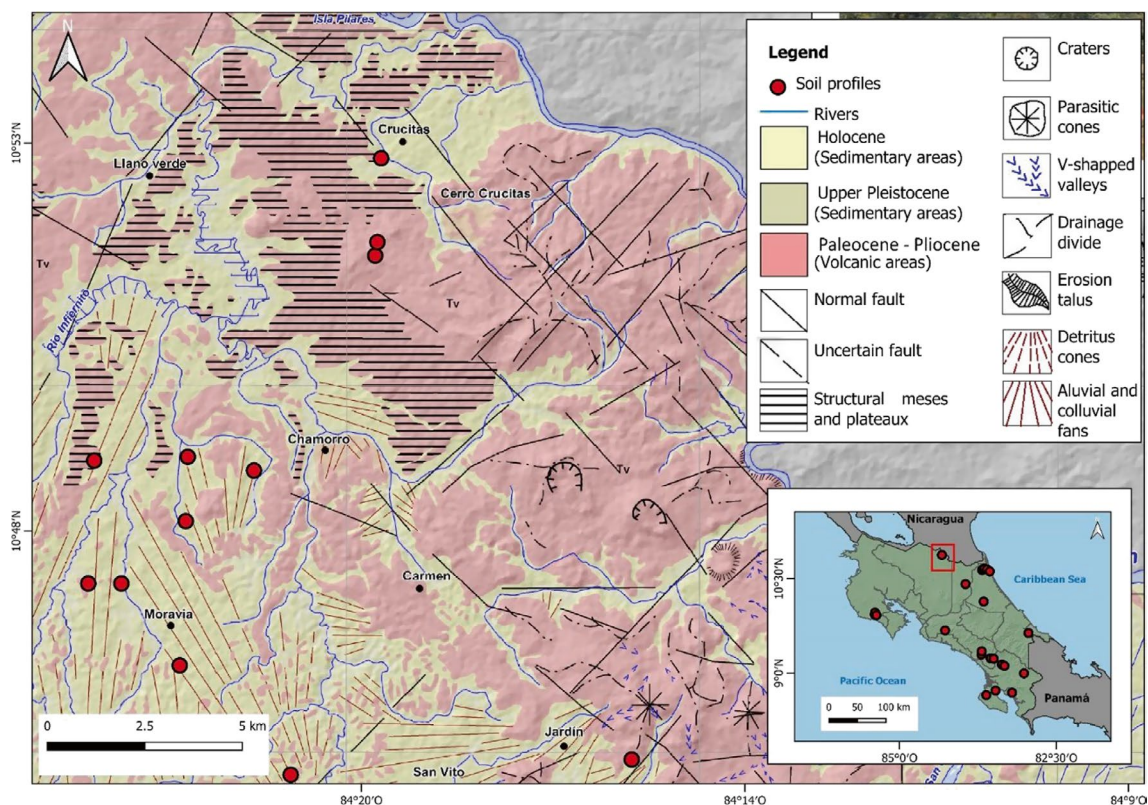 Isla Pilares
N
Crucitas
Llano verde
Cerro Crucitas
Tv
Tv
Río Infiernito
Chamorro
Tv
Carmen
Moravia
Jardín
San Vito
0 2.5 5 km
10°53'N
10°48'N
84°20'O
84°14'O
84°9'O
Legend
Soil profiles
Rivers
Holocene
(Sedimentary areas)
Upper Pleistocene
(Sedimentary areas)
Paleocene - Pliocene
(Volcanic areas)
Normal fault
Uncertain fault
Structural meses
and plateaux
Craters
Parasitic
cones
V-shapped
valleys
Drainage
divide
Erosion
talus
Detritus
cones
Aluvial and
colluvial
fans
Nicaragua
Caribbean Sea
Pacific Ocean
Panamá
0 50 100 km
10°30'N
9°0'N
85°0'O
82°30'O
San